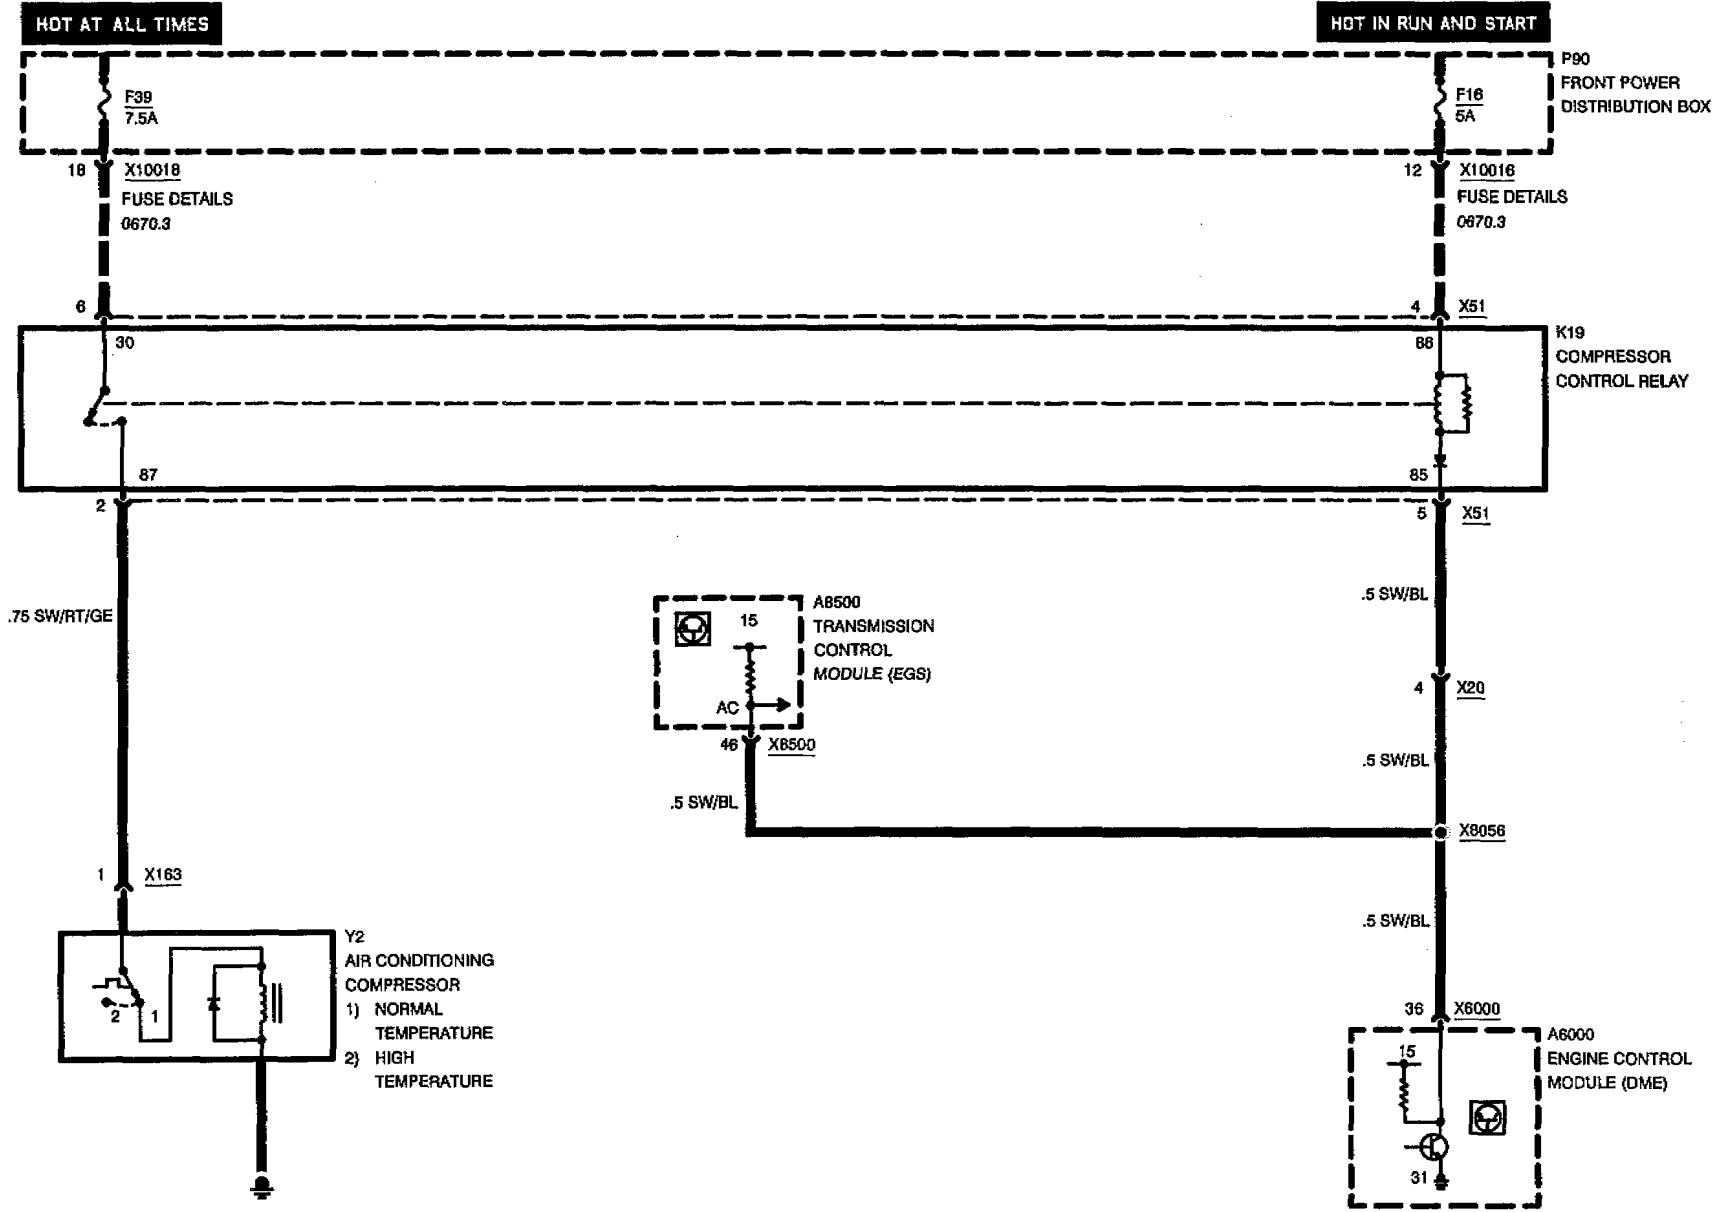 HOT AT ALL TIMES
HOT IN RUN AND START
F39
7.5A
F16
5A
P90
FRONT POWER
DISTRIBUTION BOX
18 X10018
FUSE DETAILS
0670.3
12 X10016
FUSE DETAILS
0670.3
6
4 X51
30
86
K19
COMPRESSOR
CONTROL RELAY
87
85
2
5 X51
.75 SW/RT/GE
.5 SW/BL
15
A8500
TRANSMISSION
CONTROL
MODULE (EGS)
AC
46 X8500
4 X20
.5 SW/BL
.5 SW/BL
X8056
1 X163
.5 SW/BL
Y2
AIR CONDITIONING
COMPRESSOR
1) NORMAL
TEMPERATURE
2) HIGH
TEMPERATURE
2 1
36 X6000
15
A6000
ENGINE CONTROL
MODULE (DME)
31